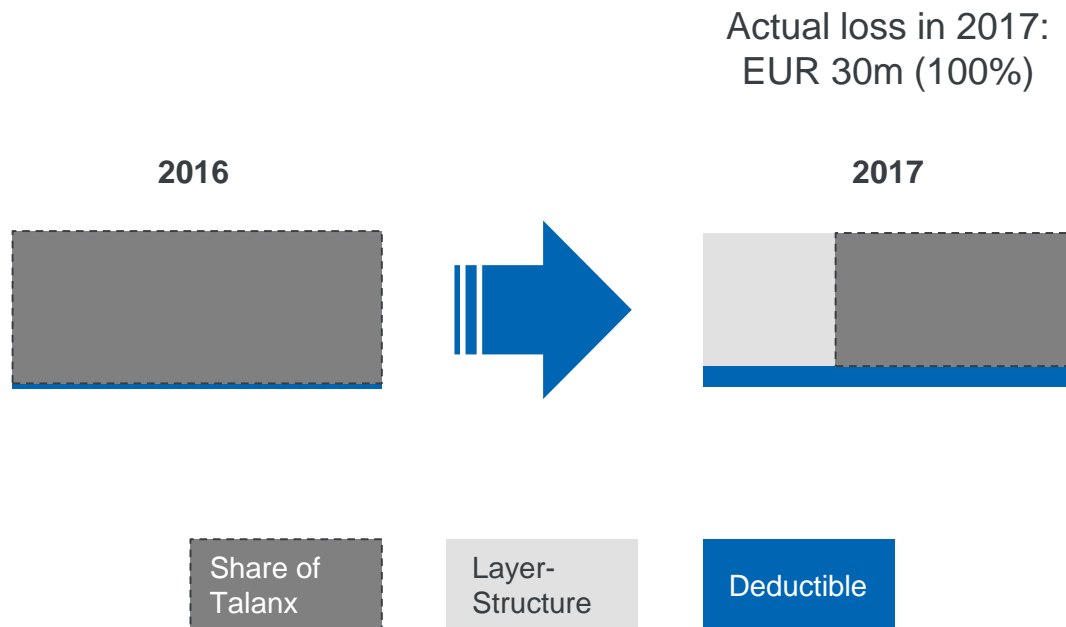 Actual loss in 2017:
EUR 30m (100%)
2016
2017
Share of
Talanx
Layer-
Structure
Deductible